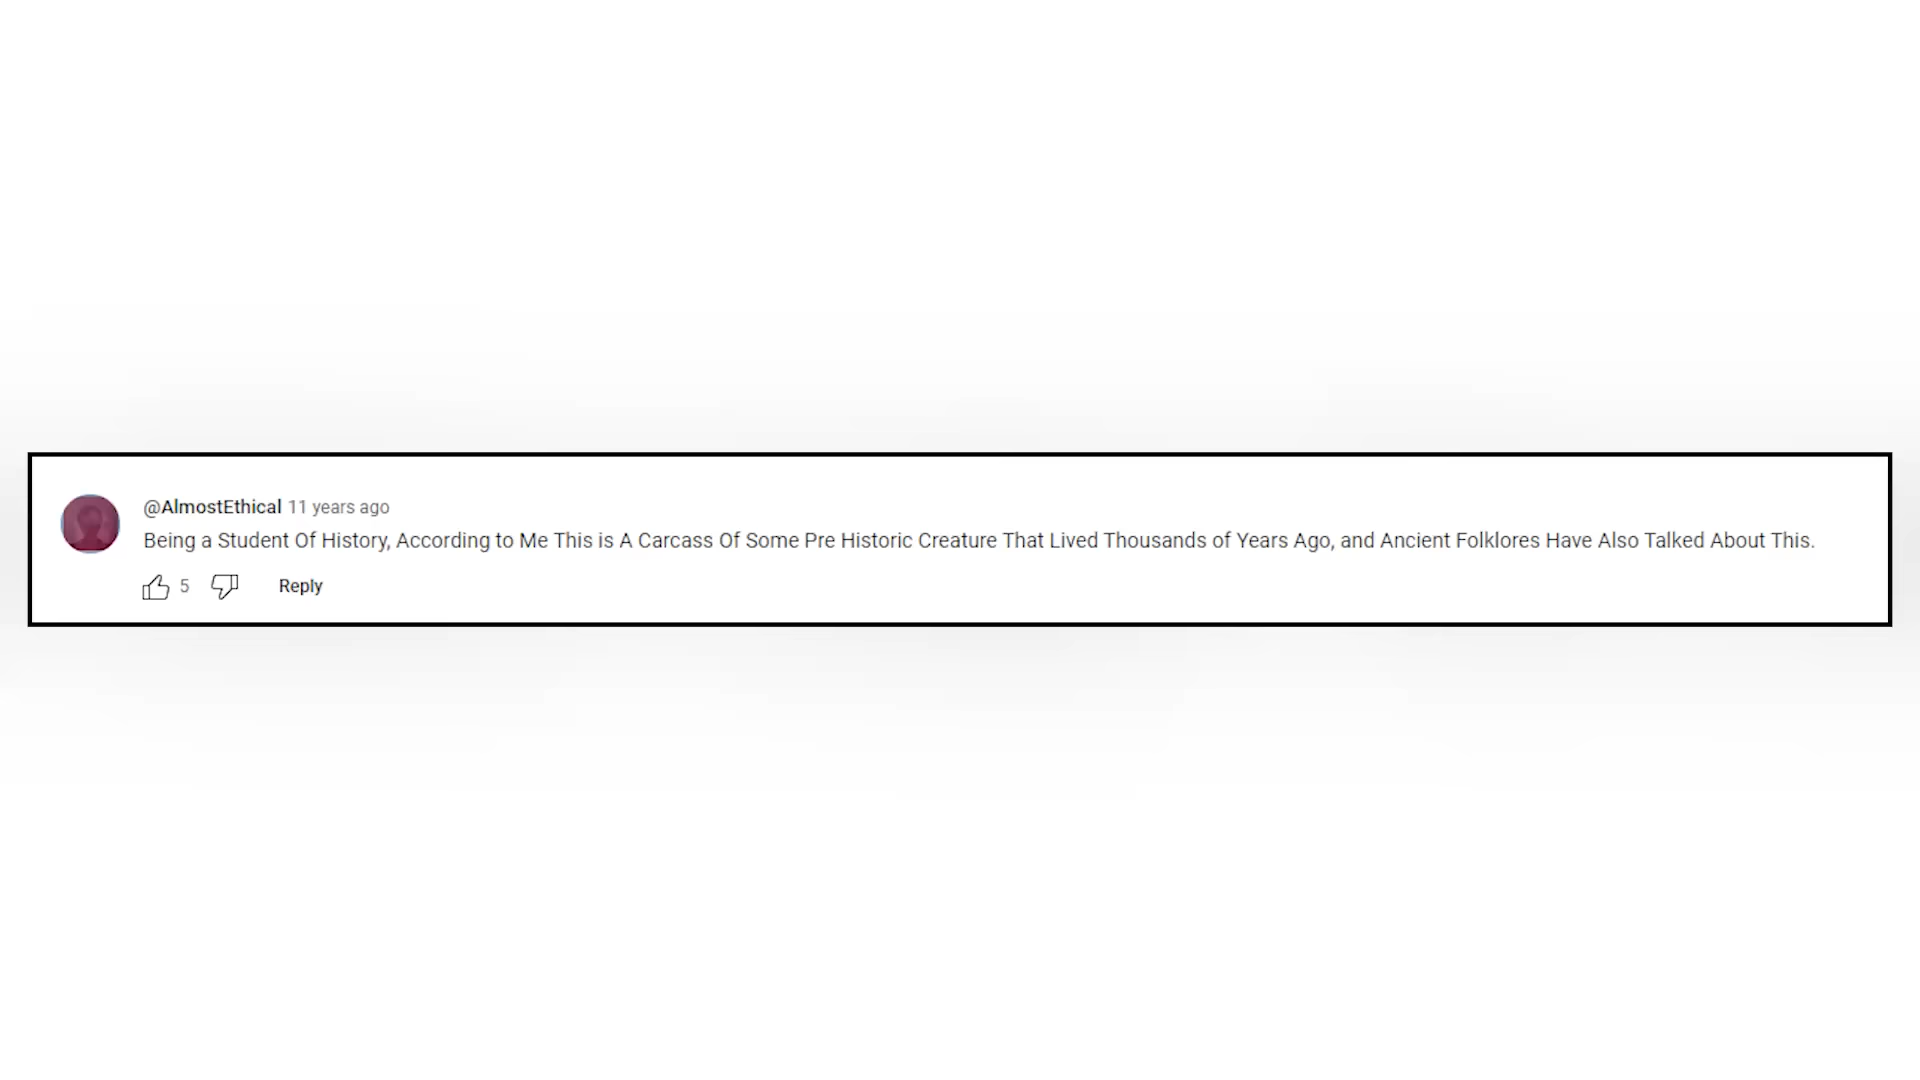 @AlmostEthical 11 years ago
Being a Student Of History, According to Me This is A Carcass Of Some Pre Historic Creature That Lived Thousands of Years Ago, and Ancient Folklores Have Also Talked About This.
5 Reply